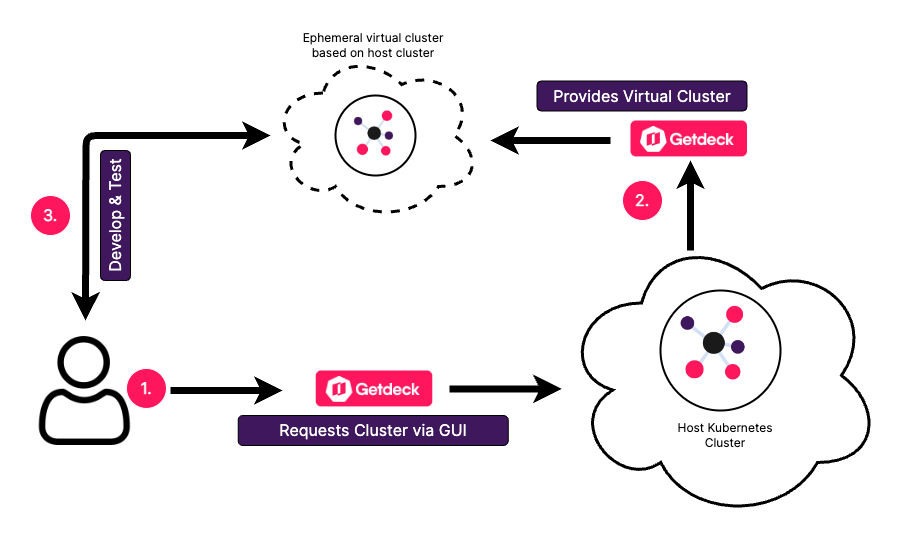 Ephemeral virtual cluster
based on host cluster
Provides Virtual Cluster
Getdeck
2.
3.
Develop & Test
1.
Getdeck
Requests Cluster via GUI
Host Kubernetes
Cluster